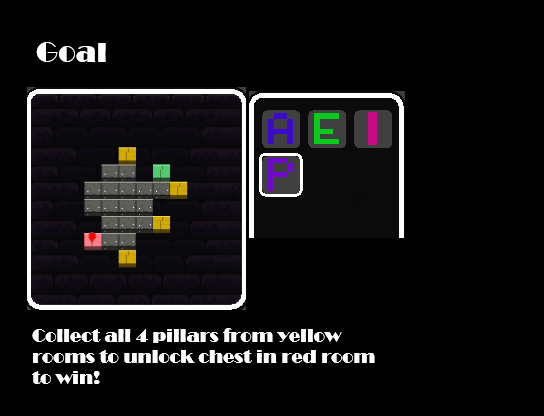 Goal
A E I
P
Collect all 4 pillars from yellow
rooms to unlock chest in red room
to win!